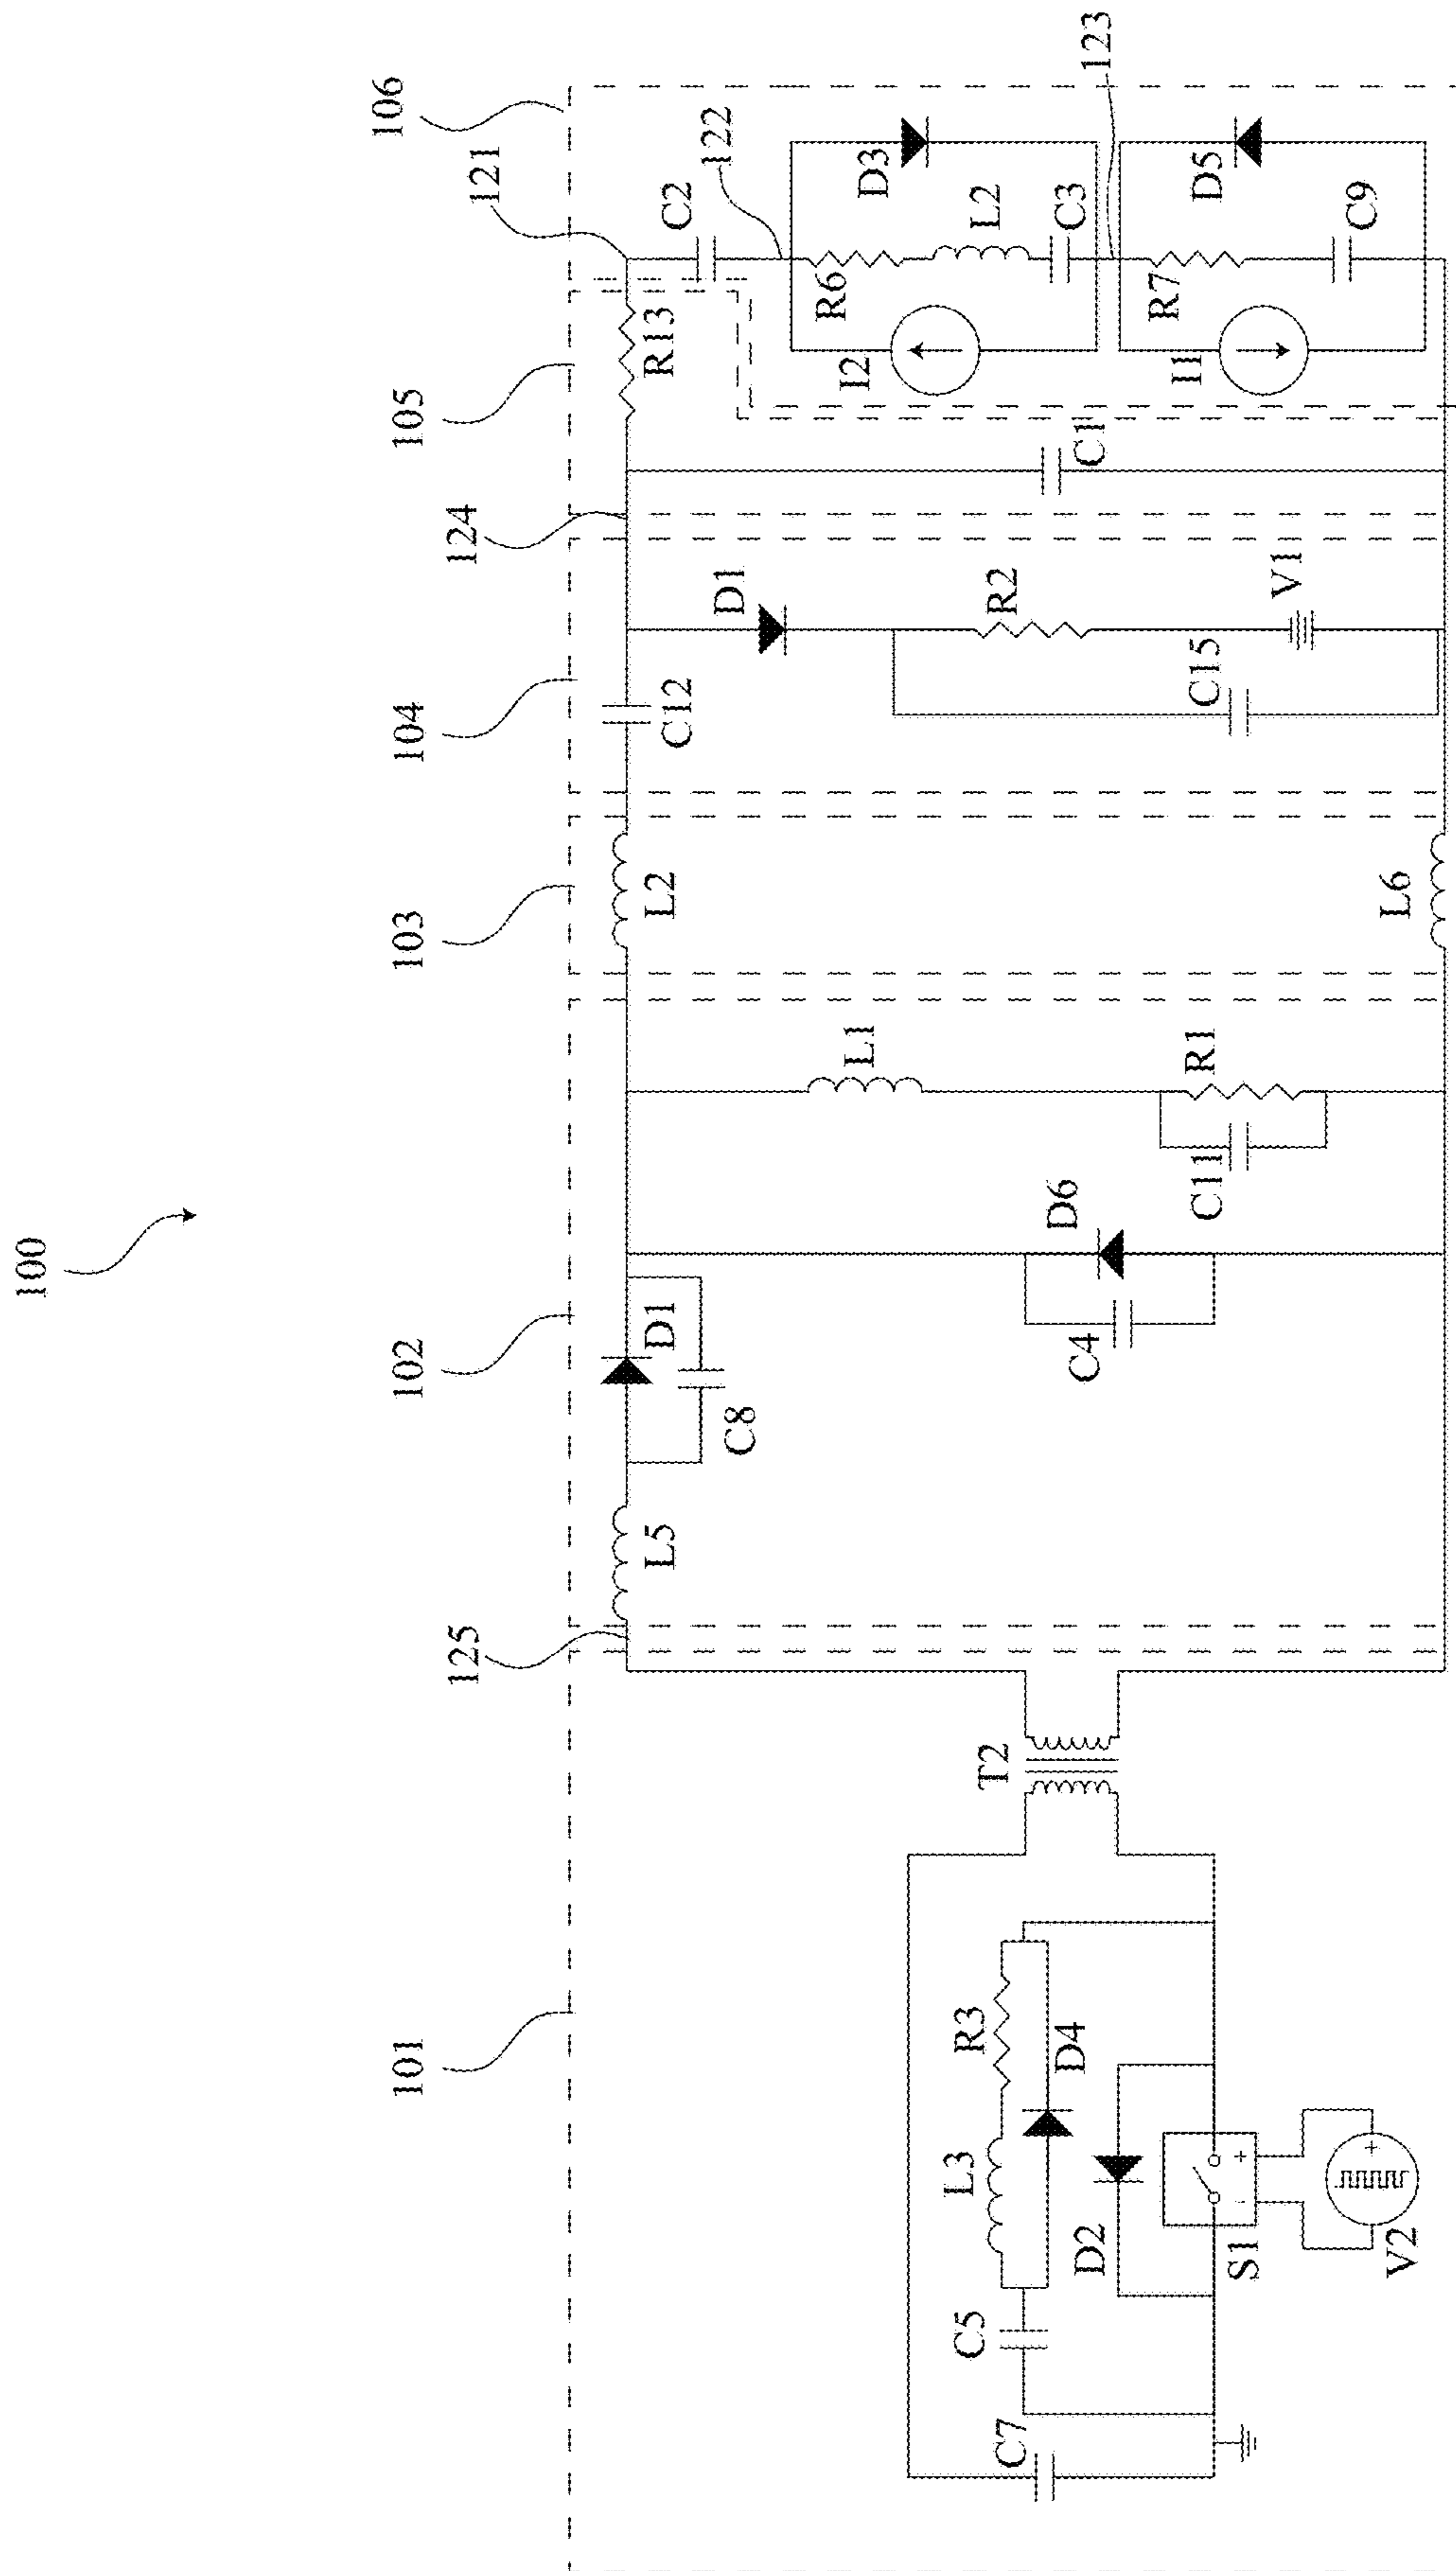 100
101
102
103
104
105
106
125
124
121
122
123
C7
C5
L3
R3
D4
D2
S1
+
-
V2
+
T2
L5
D1
C8
C4
D6
L1
C11
R1
L2
L6
C12
D1
R2
C15
V1
C1
R13
C2
D3
R6
L2
C3
I2
D5
R7
C9
I1